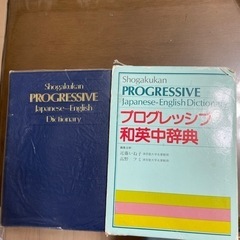 Shogakukan
PROGRESSIVE
Japanese-English
Dictionary
Shogakukan
PROGRESSIVE
Japanese-English Diction
プログレッシブ
和英中辞典